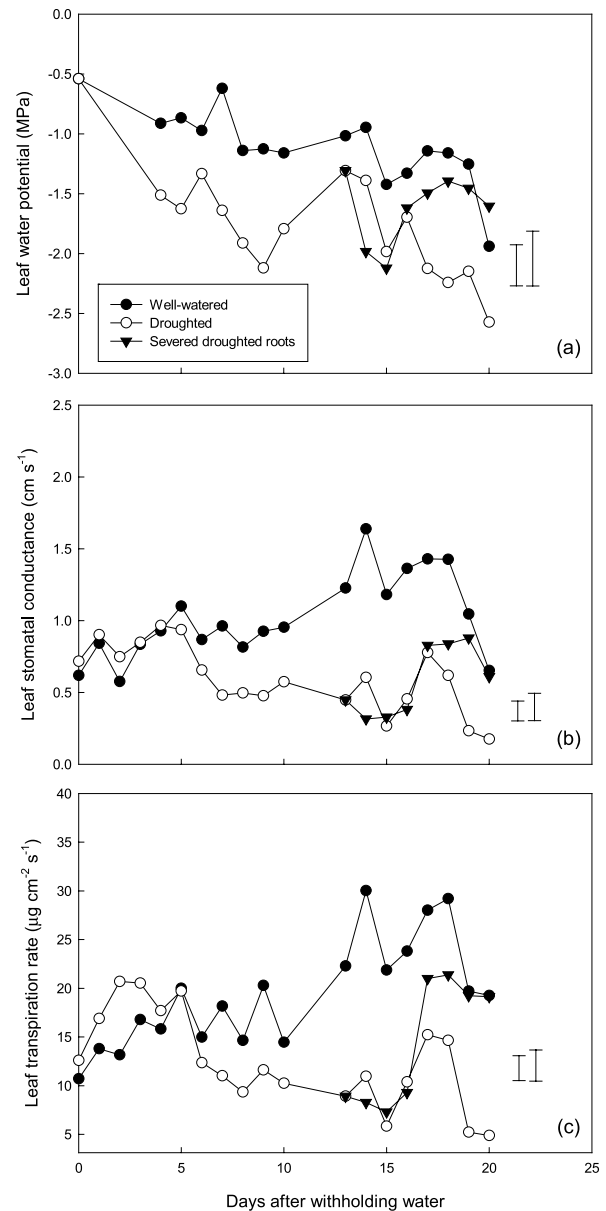 0.0
-0.5
-1.0
-1.5
-2.0
-2.5
-3.0
Leaf water potential (MPa)
Well-watered
Droughted
Severed droughted roots
(a)
2.5
2.0
1.5
1.0
0.5
0.0
Leaf stomatal conductance (cm s⁻¹)
(b)
40
35
30
25
20
15
10
5
Leaf transpiration rate (μg cm⁻² s⁻¹)
(c)
0 5 10 15 20 25
Days after withholding water